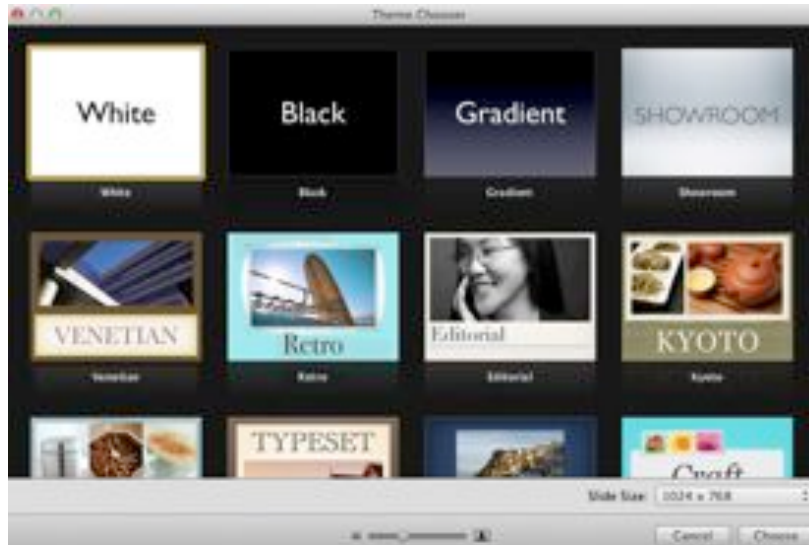 Theme Chooser
White
Black
Gradient
SHOWROOM
White
Black
Gradient
Showroom
VENETIAN
Retro
Editorial
KYOTO
Venetian
Retro
Editorial
Kyoto
TYPESET
Craft
Slide Size: 1024 x 768
Cancel
Choose